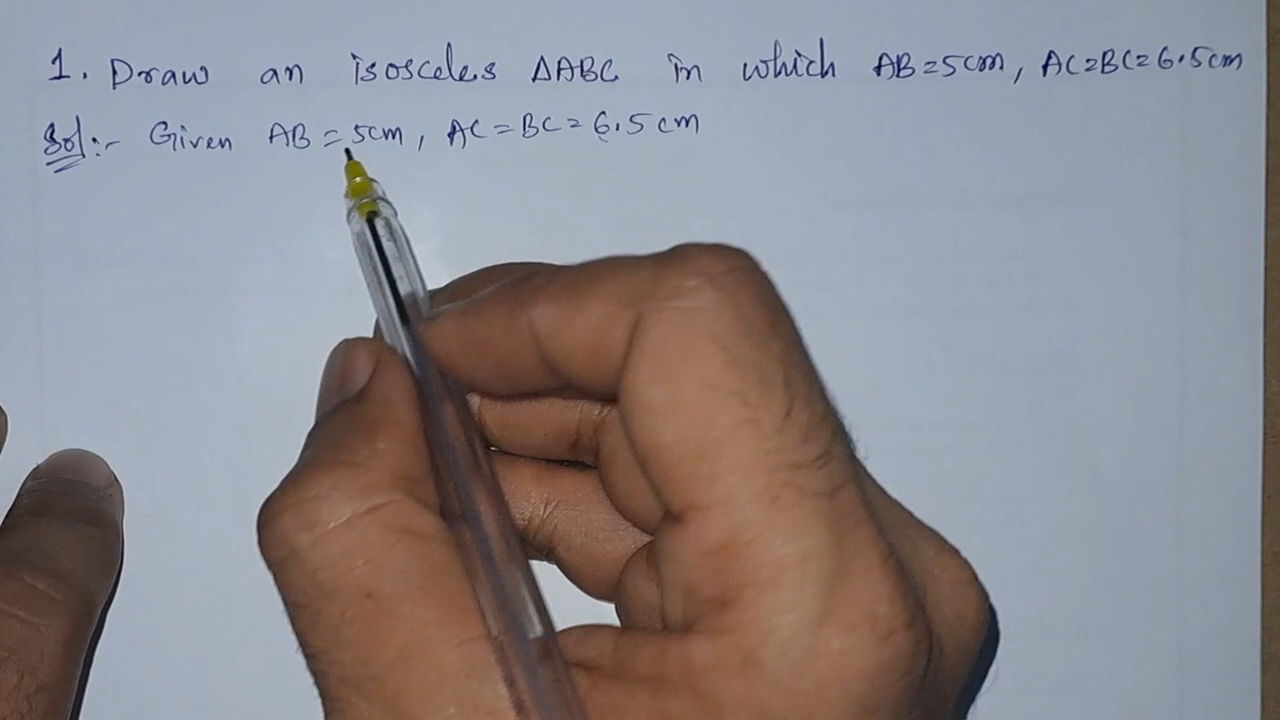 1. Draw an isosceles ΔABC in which AB=5cm, AC=BC=6.5cm
Sol:- Given AB=5cm, AC=BC=6.5cm